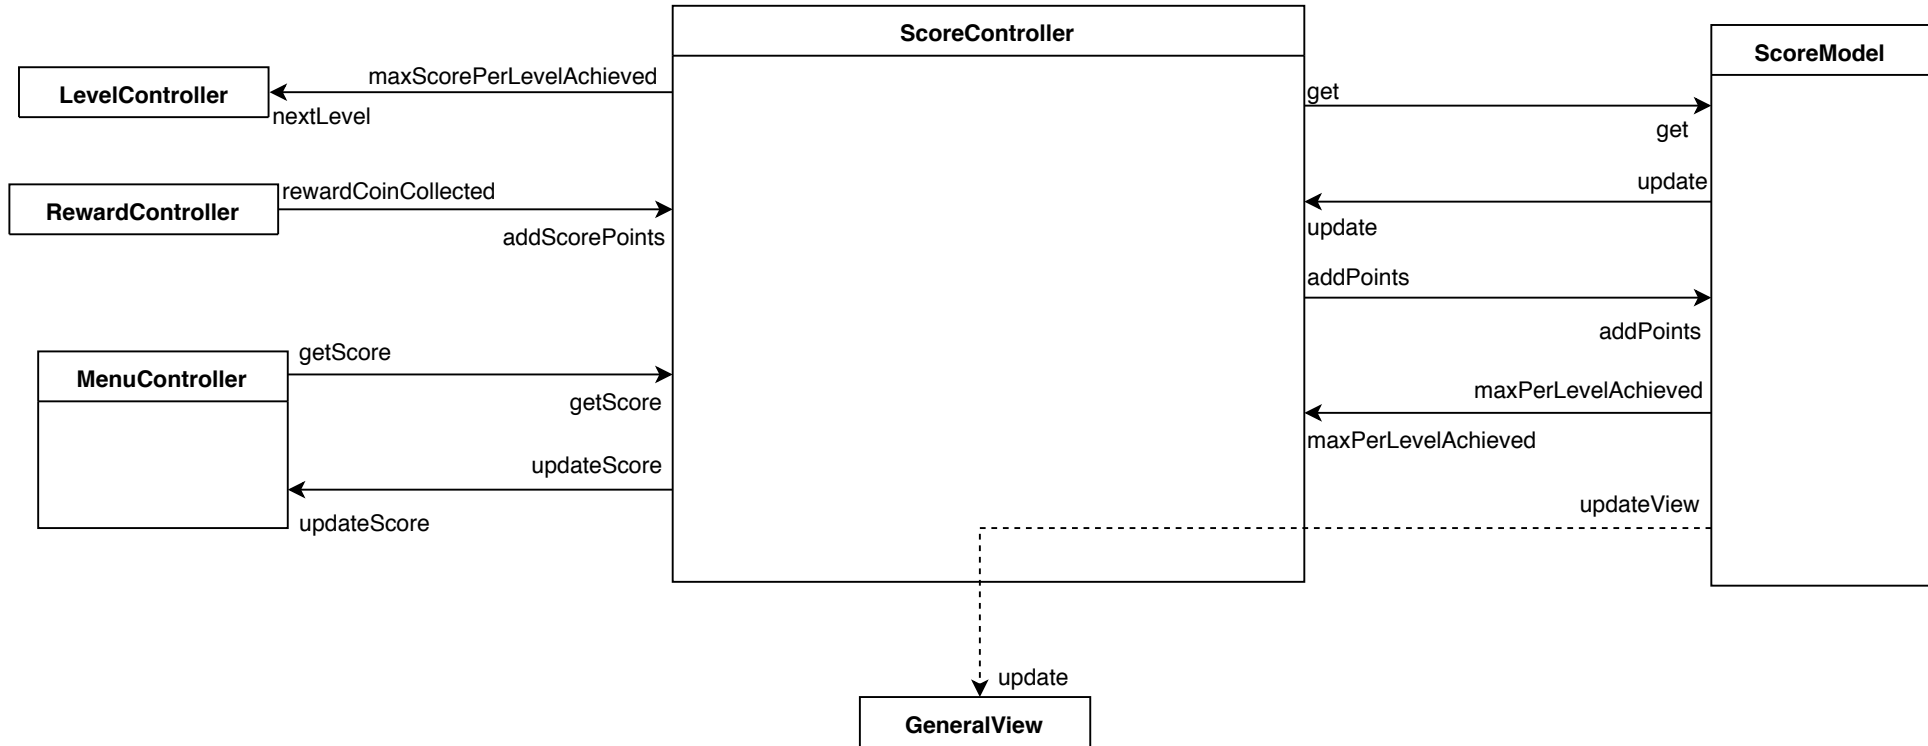 ScoreController
ScoreModel
LevelController
maxScorePerLevelAchieved
nextLevel
get
get
RewardController
rewardCoinCollected
addScorePoints
update
update
addPoints
addPoints
MenuController
getScore
getScore
updateScore
updateScore
maxPerLevelAchieved
maxPerLevelAchieved
updateView
update
GeneralView